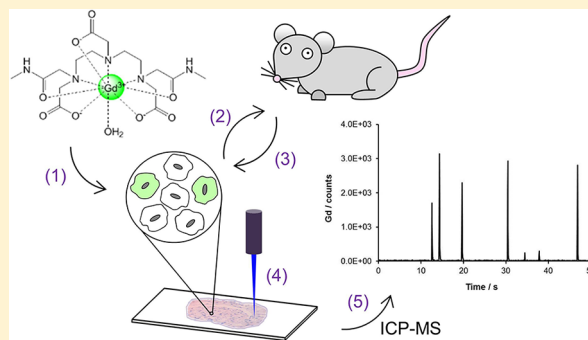 O
O
O⁻
N
H
N
N
N
H
N
Gd³⁺
O
O
O
O⁻
O
OH₂
(1)
(2)
(3)
(4)
(5)
ICP-MS
Gd / counts
4.0E+03
3.0E+03
2.0E+03
1.0E+03
0.0E+00
0 10 20 30 40 50
Time / s